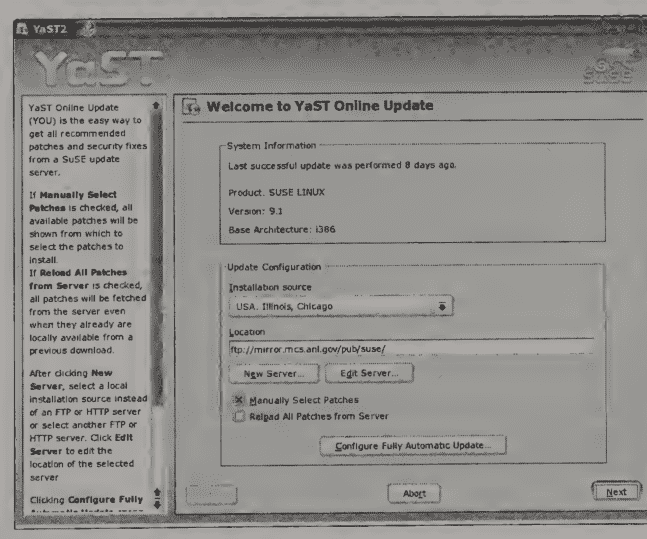 YaST2
YaST
SUSE
YaST Online Update
(YOU) is the easy way to
get all recommended
patches and security fixes
from a SuSE update
server.
If Manually Select
Patches is checked, all
available patches will be
shown from which to
select the patches to
install.
If Reload All Patches
from Server is checked,
all patches will be fetched
from the server even
when they already are
locally available from a
previous download.
After clicking New
Server, select a local
installation source instead
of an FTP or HTTP server
or select another FTP or
HTTP server. Click Edit
Server to edit the
location of the selected
server
Clicking Configure Fully
Welcome to YaST Online Update
System Information
Last successful update was performed 8 days ago.
Product: SUSE LINUX
Version: 9.1
Base Architecture: i386
Update Configuration
Installation source
USA, Illinois, Chicago
Location
ftp://mirror.mcs.anl.gov/pub/suse/
New Server...
Edit Server...
Manually Select Patches
Reload All Patches from Server
Configure Fully Automatic Update...
Abort
Next